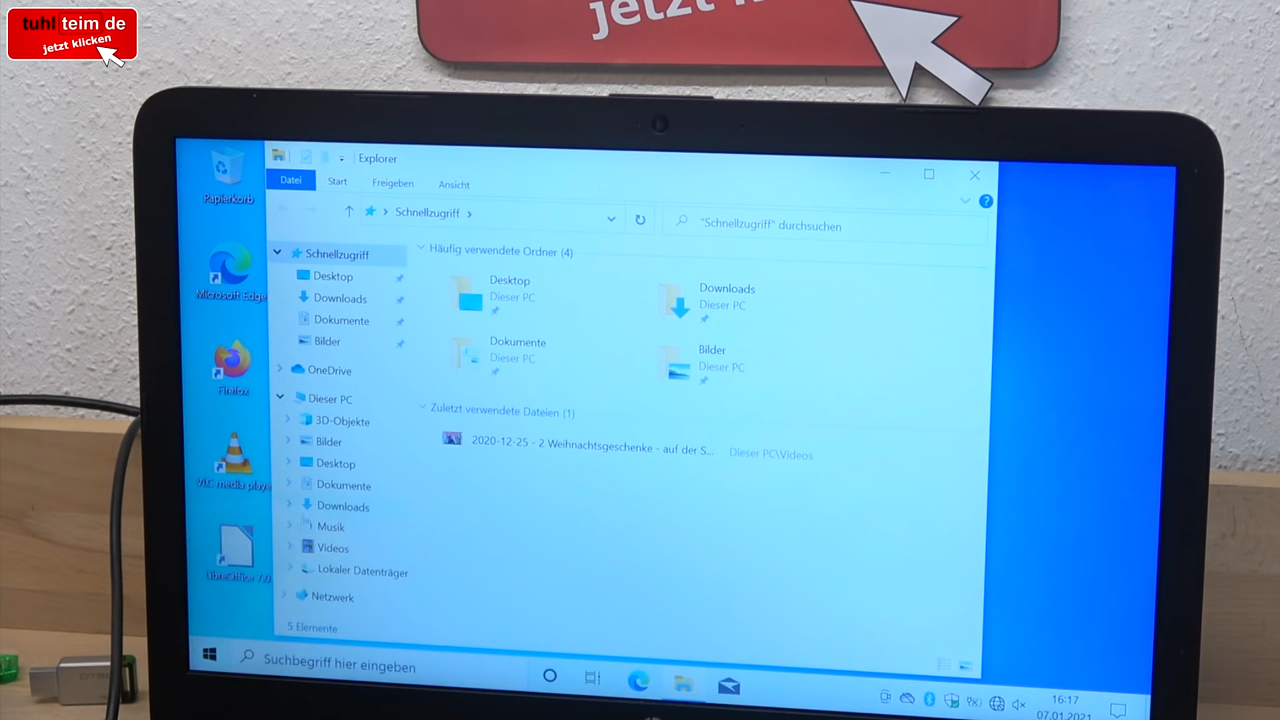 tuhl teim de
jetzt klicken
jetzt
Papierkorb
Microsoft Edge
Firefox
VLC media playe
LibreOffice 7.0
Explorer
Datei
Start
Freigeben
Ansicht
Schnellzugriff
"Schnellzugriff" durchsuchen
Schnellzugriff
Desktop
Downloads
Dokumente
Bilder
OneDrive
Dieser PC
3D-Objekte
Bilder
Desktop
Dokumente
Downloads
Musik
Videos
Lokaler Datenträger
Netzwerk
5 Elemente
Häufig verwendete Ordner (4)
Desktop
Dieser PC
Downloads
Dieser PC
Dokumente
Dieser PC
Bilder
Dieser PC
Zuletzt verwendete Dateien (1)
2020-12-25 - 2 Weihnachtsgeschenke - auf der S... Dieser PC\Videos
Suchbegriff hier eingeben
16:17
07.01.2021